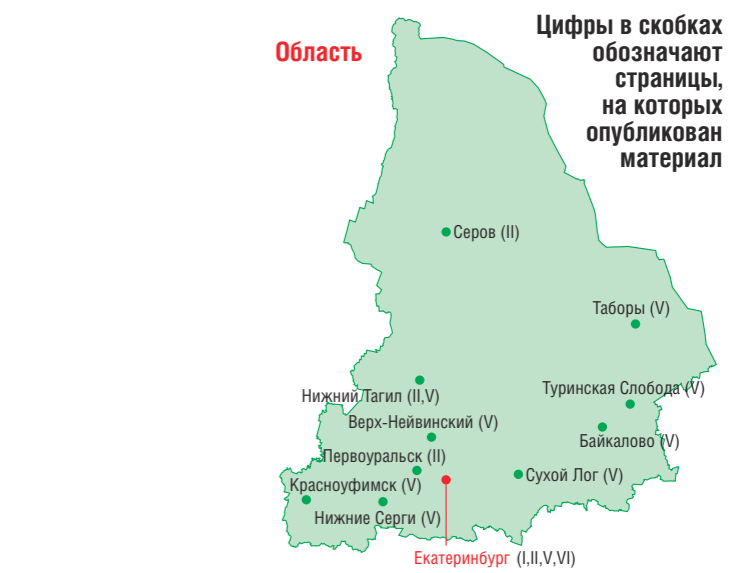 Область
Цифры в скобках
обозначают
страницы,
на которых
опубликован
материал
Серов (II)
Таборы (V)
Нижний Тагил (II,V)
Туринская Слобода (V)
Верх-Нейвинский (V)
Байкалово (V)
Первоуральск (II)
Сухой Лог (V)
Красноуфимск (V)
Нижние Серги (V)
Екатеринбург (I,II,V,VI)